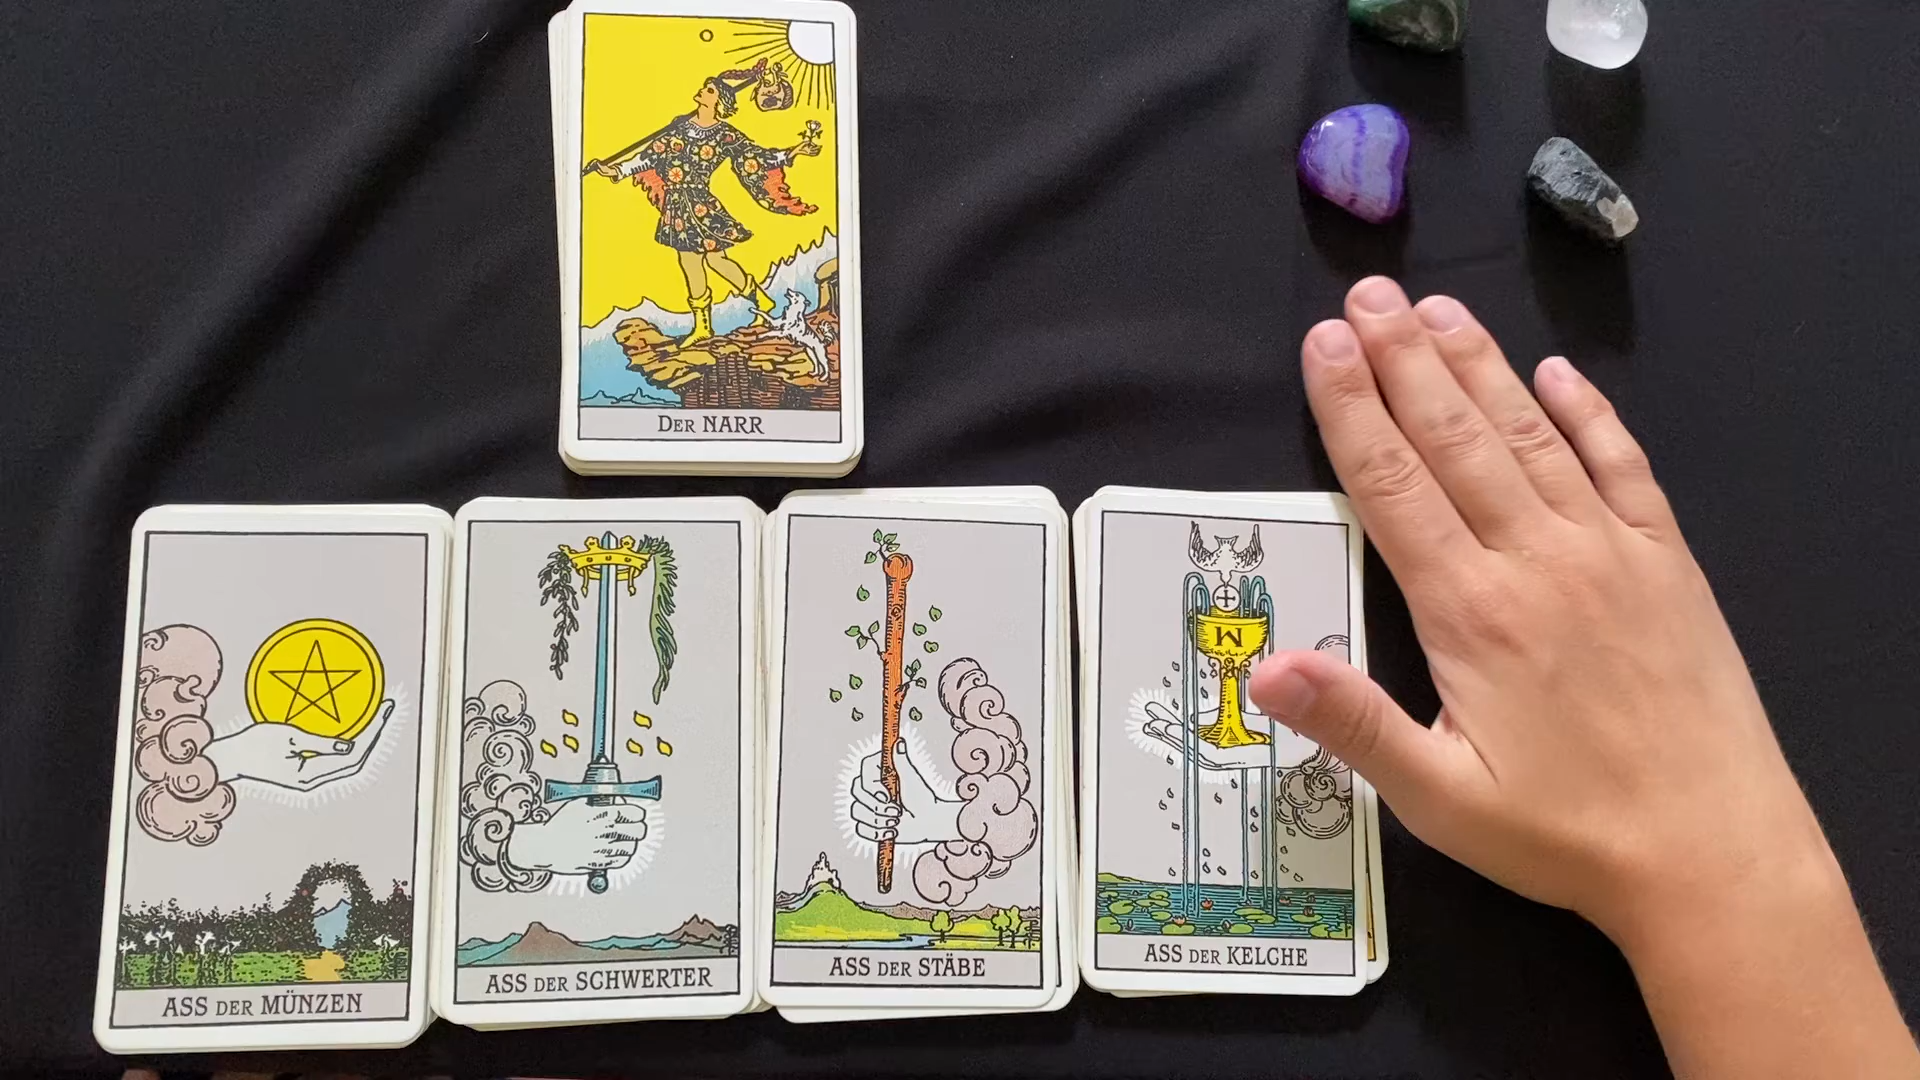 Der NARR
ASS DER MÜNZEN
ASS DER SCHWERTER
ASS DER STÄBE
ASS DER KELCHE